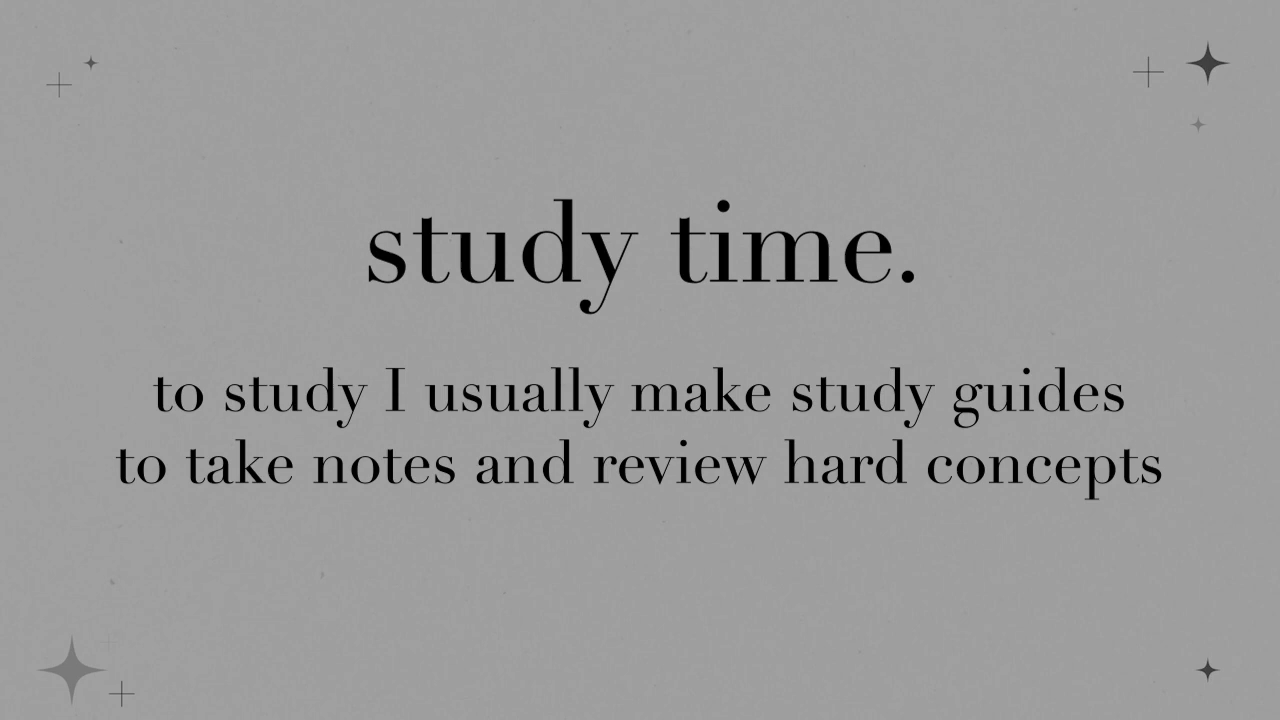 study time.
to study I usually make study guides
to take notes and review hard concepts